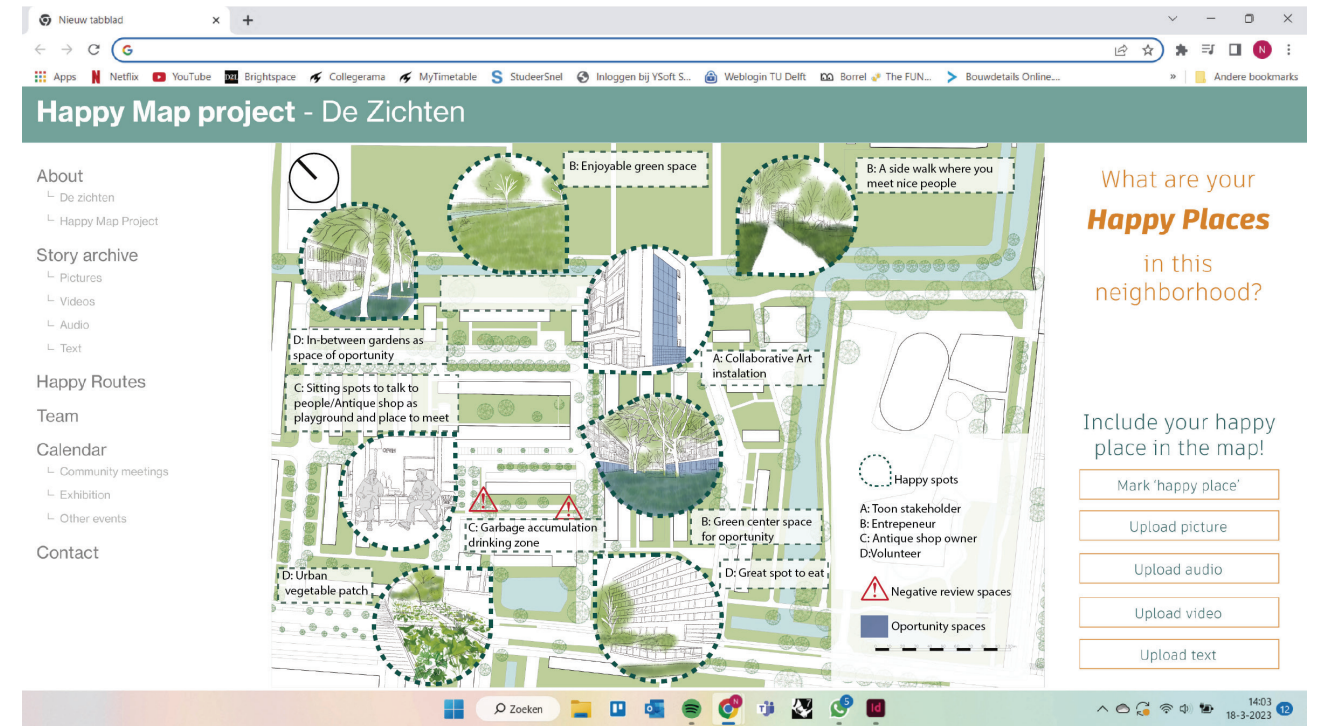 Nieuw tabblad
Apps Netflix YouTube Brightspace Collegerama MyTimetable StudeerSnel Inloggen bij YSoft S... Weblogin TU Delft Borrel The FUN... Bouwdetails Online.... » Andere bookmarks
Happy Map project - De Zichten
About
De zichten
Happy Map Project
Story archive
Pictures
Videos
Audio
Text
Happy Routes
Team
Calendar
Community meetings
Exhibition
Other events
Contact
B: Enjoyable green space
B: A side walk where you
meet nice people
D: In-between gardens as
space of oportunity
A: Collaborative Art
instalation
C: Sitting spots to talk to
people/Antique shop as
playground and place to meet
OPEN
C: Garbage accumulation
drinking zone
B: Green center space
for oportunity
D: Urban
vegetable patch
D: Great spot to eat
Happy spots
A: Toon stakeholder
B: Entrepeneur
C: Antique shop owner
D:Volunteer
Negative review spaces
Oportunity spaces
What are your
Happy Places
in this
neighborhood?
Include your happy
place in the map!
Mark 'happy place'
Upload picture
Upload audio
Upload video
Upload text
Zoeken
14:03
18-3-2023
12